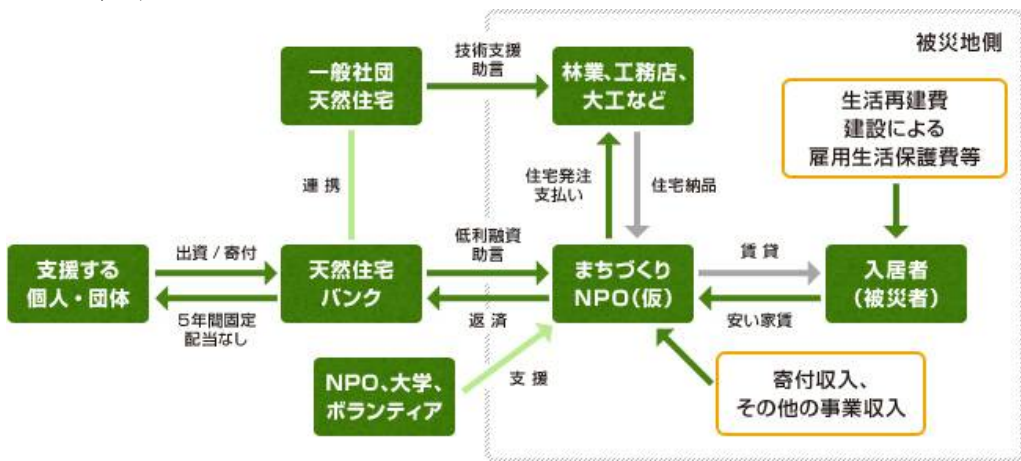 被災地側
一般社団
天然住宅
技術支援
助言
林業、工務店、
大工など
生活再建費
建設による
雇用生活保護費等
連 携
住宅発注
支払い
住宅納品
支援する
個人・団体
出資 / 寄付
5年間固定
配当なし
天然住宅
バンク
低利融資
助言
返 済
まちづくり
NPO(仮)
賃 貸
安い家賃
入居者
(被災者)
NPO、大学、
ボランティア
支 援
寄付収入、
その他の事業収入